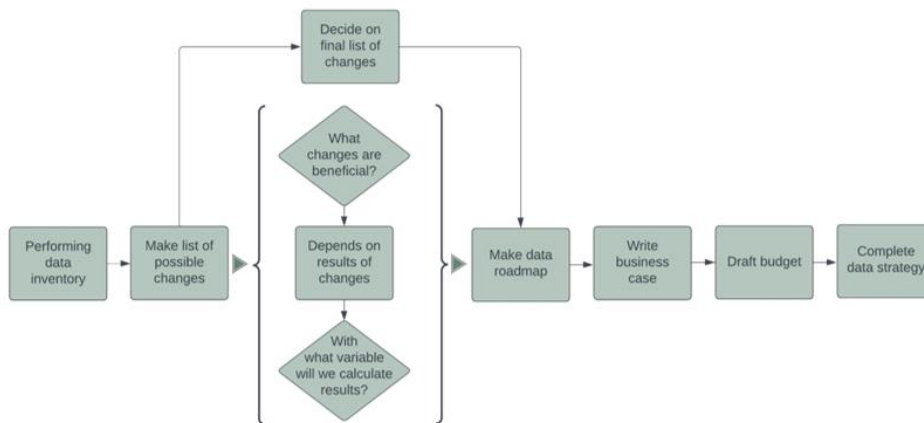 Decide on
final list of
changes
What
changes are
beneficial?
Performing
data
inventory
Make list of
possible
changes
Depends on
results of
changes
Make data
roadmap
Write
business
case
Draft budget
Complete
data strategy
With
what variable
will we calculate
results?